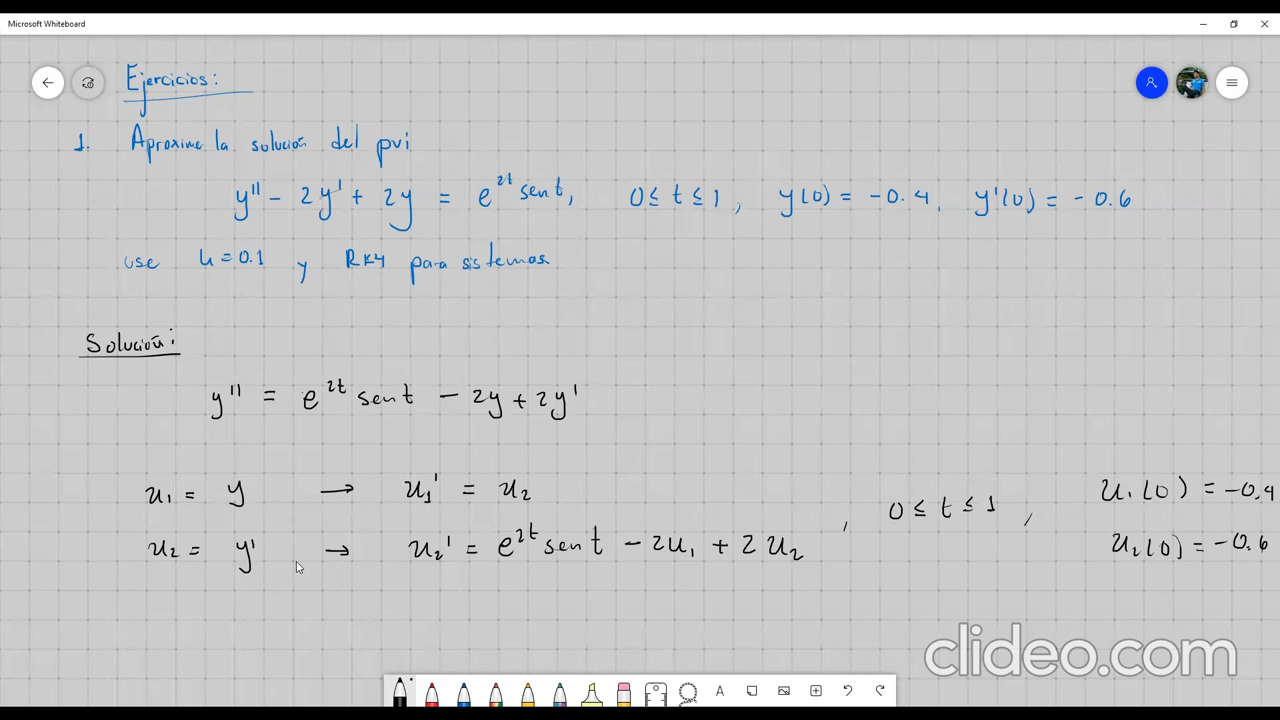 Microsoft Whiteboard
Ejercicios:
1. Aproxime la solución del pvi
y'' - 2y' + 2y = e^{2t} sen t, 0 ≤ t ≤ 1, y(0) = -0.4, y'(0) = -0.6
use h = 0.1 y RK4 para sistemas
Solución:
y'' = e^{2t} sen t - 2y + 2y'
u₁ = y → u₁' = u₂
u₂ = y' → u₂' = e^{2t} sen t - 2u₁ + 2u₂, 0 ≤ t ≤ 1, u₁(0) = -0.4
u₂(0) = -0.6
clideo.com
A